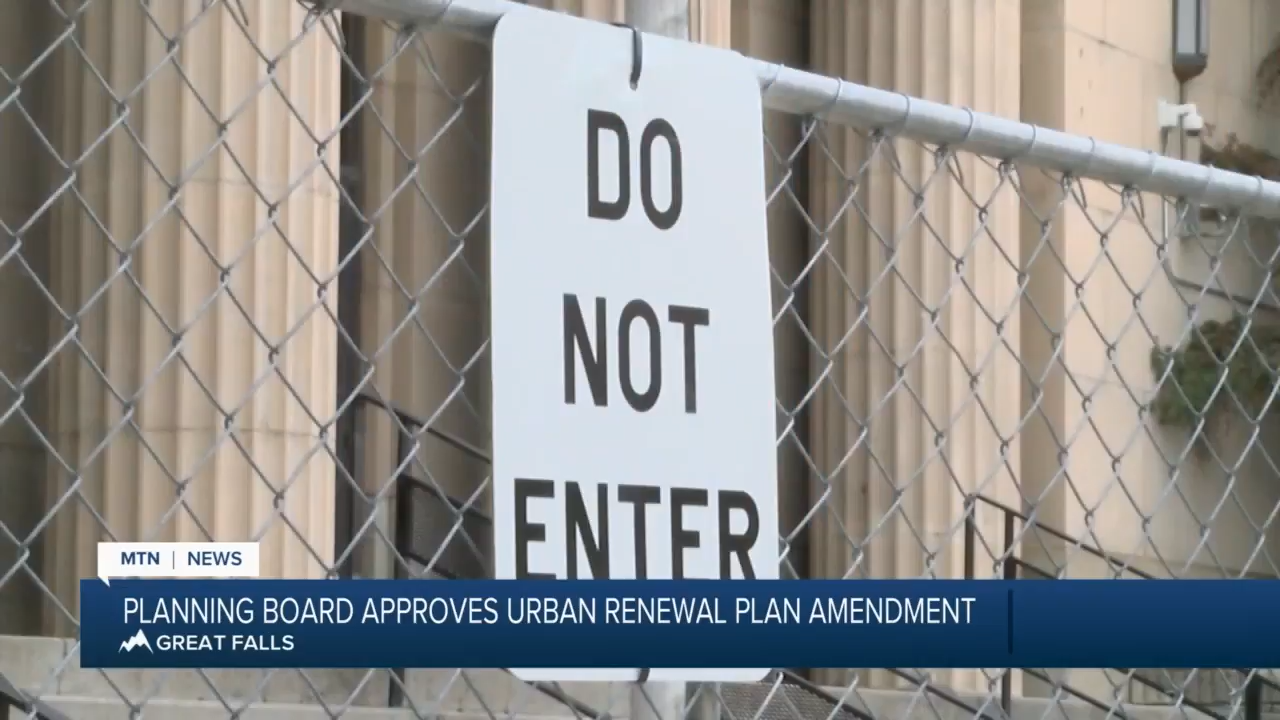 DO
NOT
ENTER
MTN | NEWS
PLANNING BOARD APPROVES URBAN RENEWAL PLAN AMENDMENT
GREAT FALLS